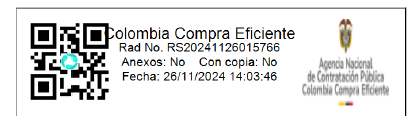 Colombia Compra Eficiente
Rad No. RS20241126015766
Anexos: No Con copia: No
Fecha: 26/11/2024 14:03:46
Agencia Nacional
de Contratación Pública
Colombia Compra Eficiente